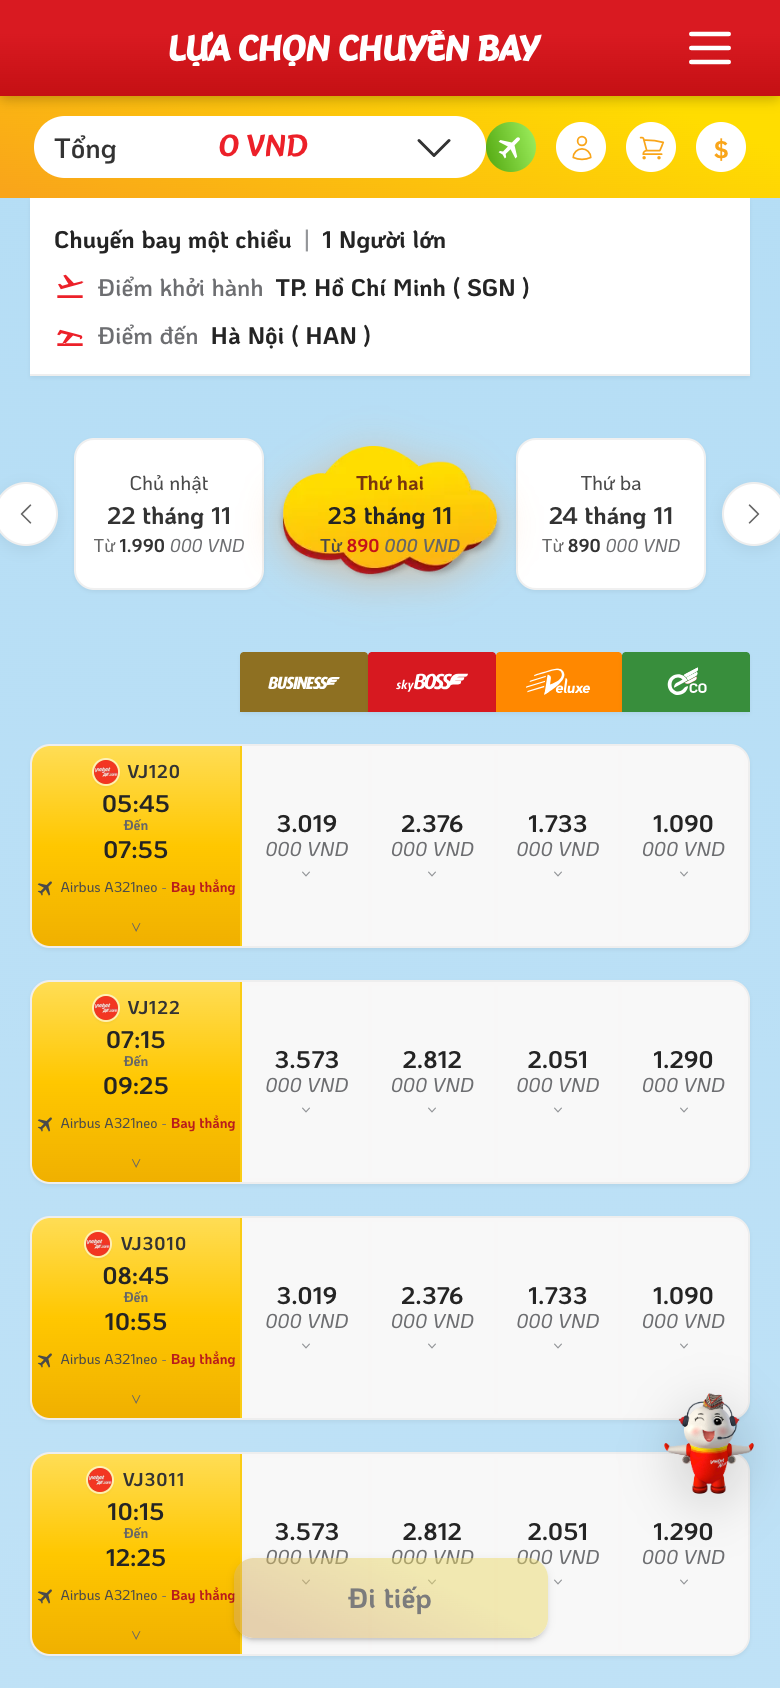 LỰA CHỌN CHUYẾN BAY
Tổng 0 VND
$
Chuyến bay một chiều | 1 Người lớn
Điểm khởi hành TP. Hồ Chí Minh ( SGN )
Điểm đến Hà Nội ( HAN )
Chủ nhật
22 tháng 11
Từ 1.990 000 VND
Thứ hai
23 tháng 11
Từ 890 000 VND
Thứ ba
24 tháng 11
Từ 890 000 VND
BUSINESS skyBOSS Deluxe eco
VJ120
05:45
Đến
07:55
Airbus A321neo - Bay thẳng
3.019 2.376 1.733 1.090
000 VND 000 VND 000 VND 000 VND
VJ122
07:15
Đến
09:25
Airbus A321neo - Bay thẳng
3.573 2.812 2.051 1.290
000 VND 000 VND 000 VND 000 VND
VJ3010
08:45
Đến
10:55
Airbus A321neo - Bay thẳng
3.019 2.376 1.733 1.090
000 VND 000 VND 000 VND 000 VND
VJ3011
10:15
Đến
12:25
Airbus A321neo - Bay thẳng
3.573 2.812 2.051 1.290
000 VND 000 VND 000 VND 000 VND
Đi tiếp